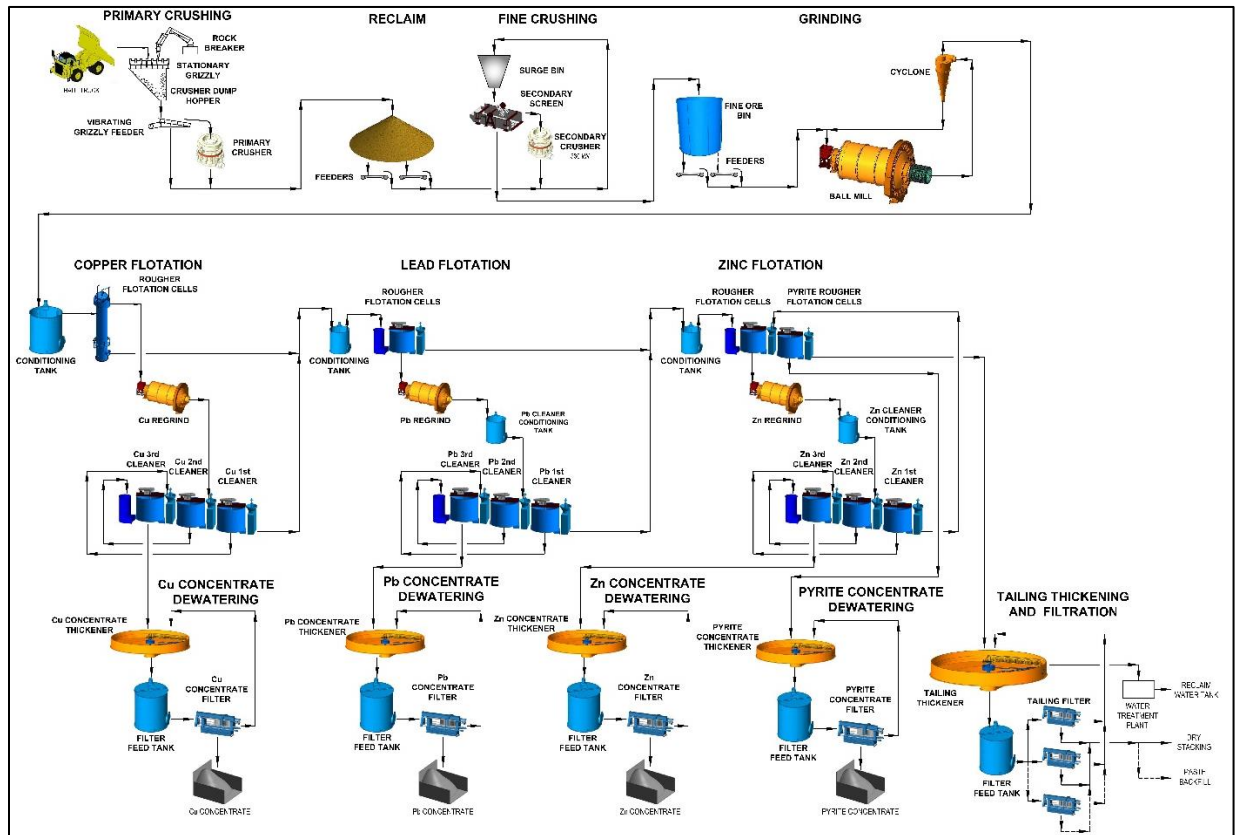 PRIMARY CRUSHING
RECLAIM
FINE CRUSHING
GRINDING
ROCK
BREAKER
STATIONARY
GRIZZLY
CRUSHER DUMP
HOPPER
VIBRATING
GRIZZLY FEEDER
PRIMARY
CRUSHER
FEEDERS
SURGE BIN
SECONDARY
SCREEN
SECONDARY
CRUSHER
FINE ORE
BIN
FEEDERS
CYCLONE
BALL MILL
COPPER FLOTATION
LEAD FLOTATION
ZINC FLOTATION
ROUGHER
FLOTATION CELLS
CONDITIONING
TANK
Cu REGRIND
Cu 3rd
CLEANER
Cu 2nd
CLEANER
Cu 1st
CLEANER
ROUGHER
FLOTATION CELLS
CONDITIONING
TANK
Pb REGRIND
Pb CLEANER
CONDITIONING
TANK
Pb 3rd
CLEANER
Pb 2nd
CLEANER
Pb 1st
CLEANER
ROUGHER
FLOTATION CELLS
PYRITE ROUGHER
FLOTATION CELLS
CONDITIONING
TANK
Zn REGRIND
Zn CLEANER
CONDITIONING
TANK
Zn 3rd
CLEANER
Zn 2nd
CLEANER
Zn 1st
CLEANER
Cu CONCENTRATE
DEWATERING
Cu CONCENTRATE
THICKENER
Cu
CONCENTRATE
FILTER
FILTER
FEED TANK
Cu CONCENTRATE
Pb CONCENTRATE
DEWATERING
Pb CONCENTRATE
THICKENER
Pb
CONCENTRATE
FILTER
FILTER
FEED TANK
Pb CONCENTRATE
Zn CONCENTRATE
DEWATERING
Zn CONCENTRATE
THICKENER
Zn
CONCENTRATE
FILTER
FILTER
FEED TANK
Zn CONCENTRATE
PYRITE CONCENTRATE
DEWATERING
PYRITE
CONCENTRATE
THICKENER
PYRITE
CONCENTRATE
FILTER
FILTER
FEED TANK
PYRITE CONCENTRATE
TAILING THICKENING
AND FILTRATION
TAILING
THICKENER
TAILING FILTER
FILTER
FEED TANK
WATER
TREATMENT
PLANT
RECLAIM
WATER TANK
DRY
STACKING
PASTE
BACKFILL